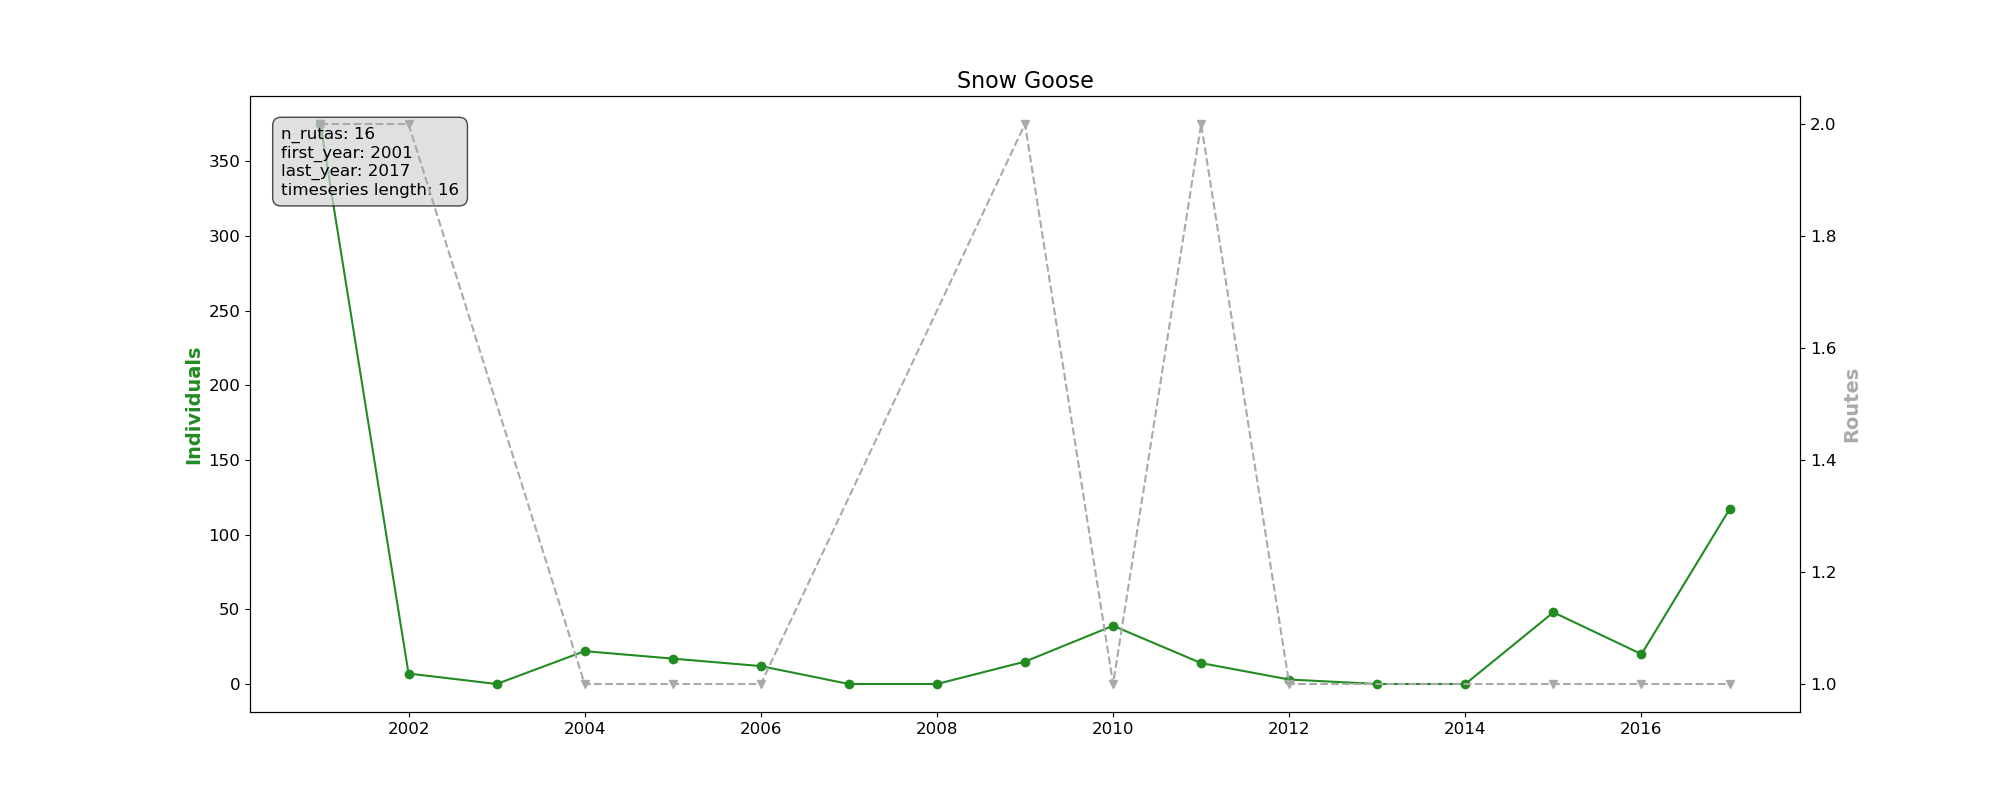 Snow Goose
n_rutas: 16
first_year: 2001
last_year: 2017
timeseries length: 16
350
300
250
200
150
100
50
0
Individuals
2.0
1.8
1.6
1.4
1.2
1.0
Routes
2002 2004 2006 2008 2010 2012 2014 2016